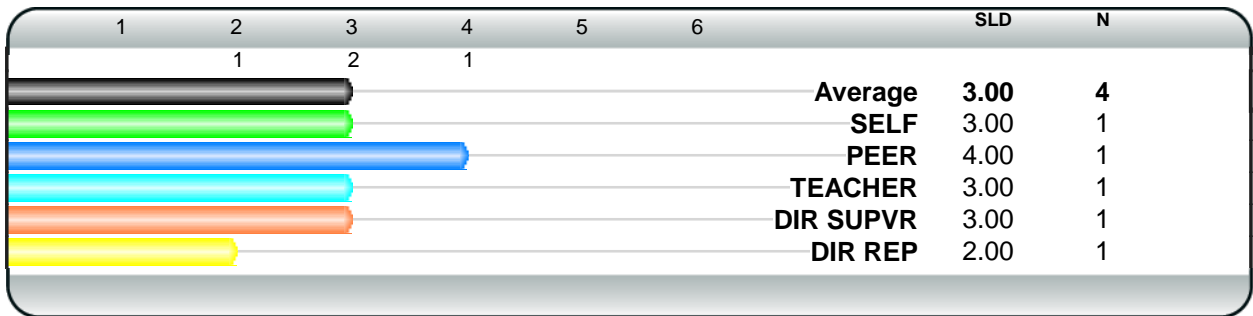 1 2 3 4 5 6 SLD N
1 2 1
Average 3.00 4
SELF 3.00 1
PEER 4.00 1
TEACHER 3.00 1
DIR SUPVR 3.00 1
DIR REP 2.00 1